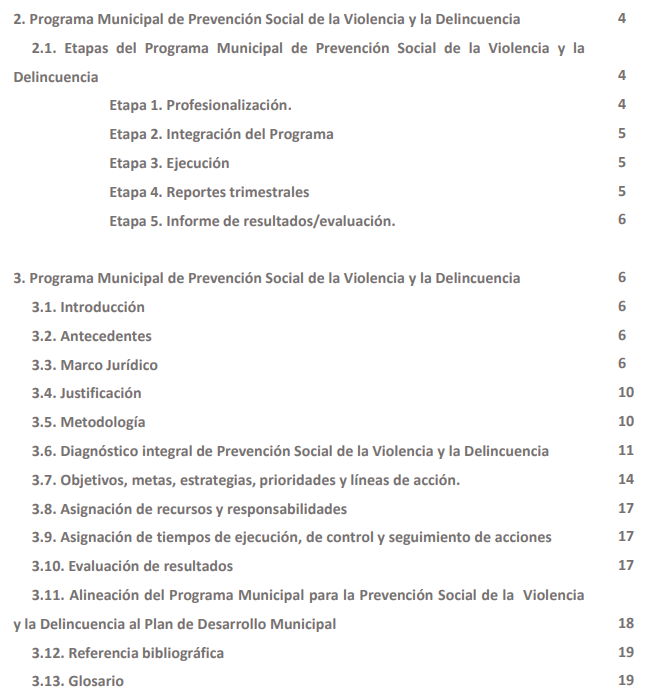 2. Programa Municipal de Prevención Social de la Violencia y la Delincuencia 4
2.1. Etapas del Programa Municipal de Prevención Social de la Violencia y la
Delincuencia 4
Etapa 1. Profesionalización. 4
Etapa 2. Integración del Programa 5
Etapa 3. Ejecución 5
Etapa 4. Reportes trimestrales 5
Etapa 5. Informe de resultados/evaluación. 6
3. Programa Municipal de Prevención Social de la Violencia y la Delincuencia 6
3.1. Introducción 6
3.2. Antecedentes 6
3.3. Marco Jurídico 6
3.4. Justificación 10
3.5. Metodología 10
3.6. Diagnóstico integral de Prevención Social de la Violencia y la Delincuencia 11
3.7. Objetivos, metas, estrategias, prioridades y líneas de acción. 14
3.8. Asignación de recursos y responsabilidades 17
3.9. Asignación de tiempos de ejecución, de control y seguimiento de acciones 17
3.10. Evaluación de resultados 17
3.11. Alineación del Programa Municipal para la Prevención Social de la Violencia
y la Delincuencia al Plan de Desarrollo Municipal 18
3.12. Referencia bibliográfica 19
3.13. Glosario 19